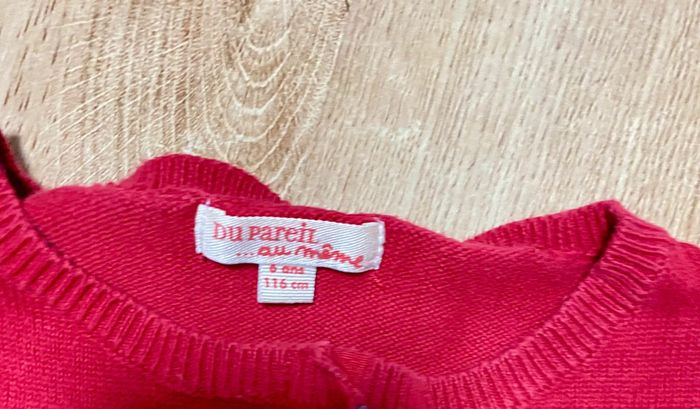 DU PAREIL
...au même
6 ans
116 cm